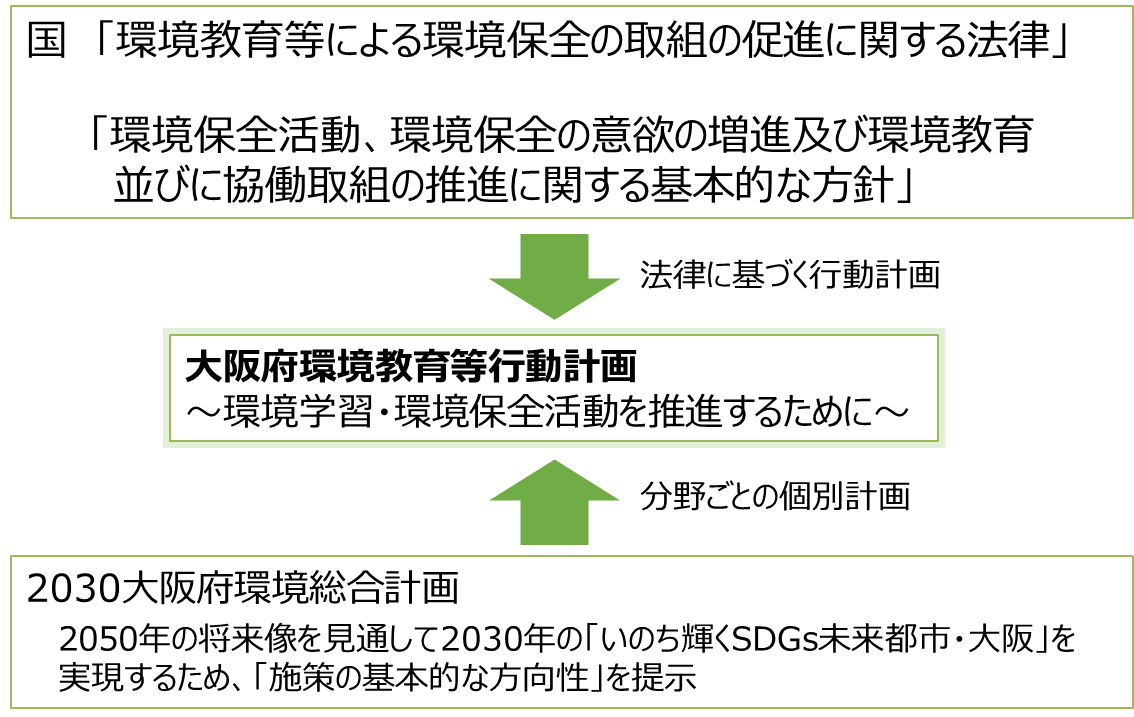 国 「環境教育等による環境保全の取組の促進に関する法律」
「環境保全活動、環境保全の意欲の増進及び環境教育
並びに協働取組の推進に関する基本的な方針」
法律に基づく行動計画
大阪府環境教育等行動計画
～環境学習・環境保全活動を推進するために～
分野ごとの個別計画
2030大阪府環境総合計画
2050年の将来像を見通して2030年の「いのち輝くSDGs未来都市・大阪」を
実現するため、「施策の基本的な方向性」を提示